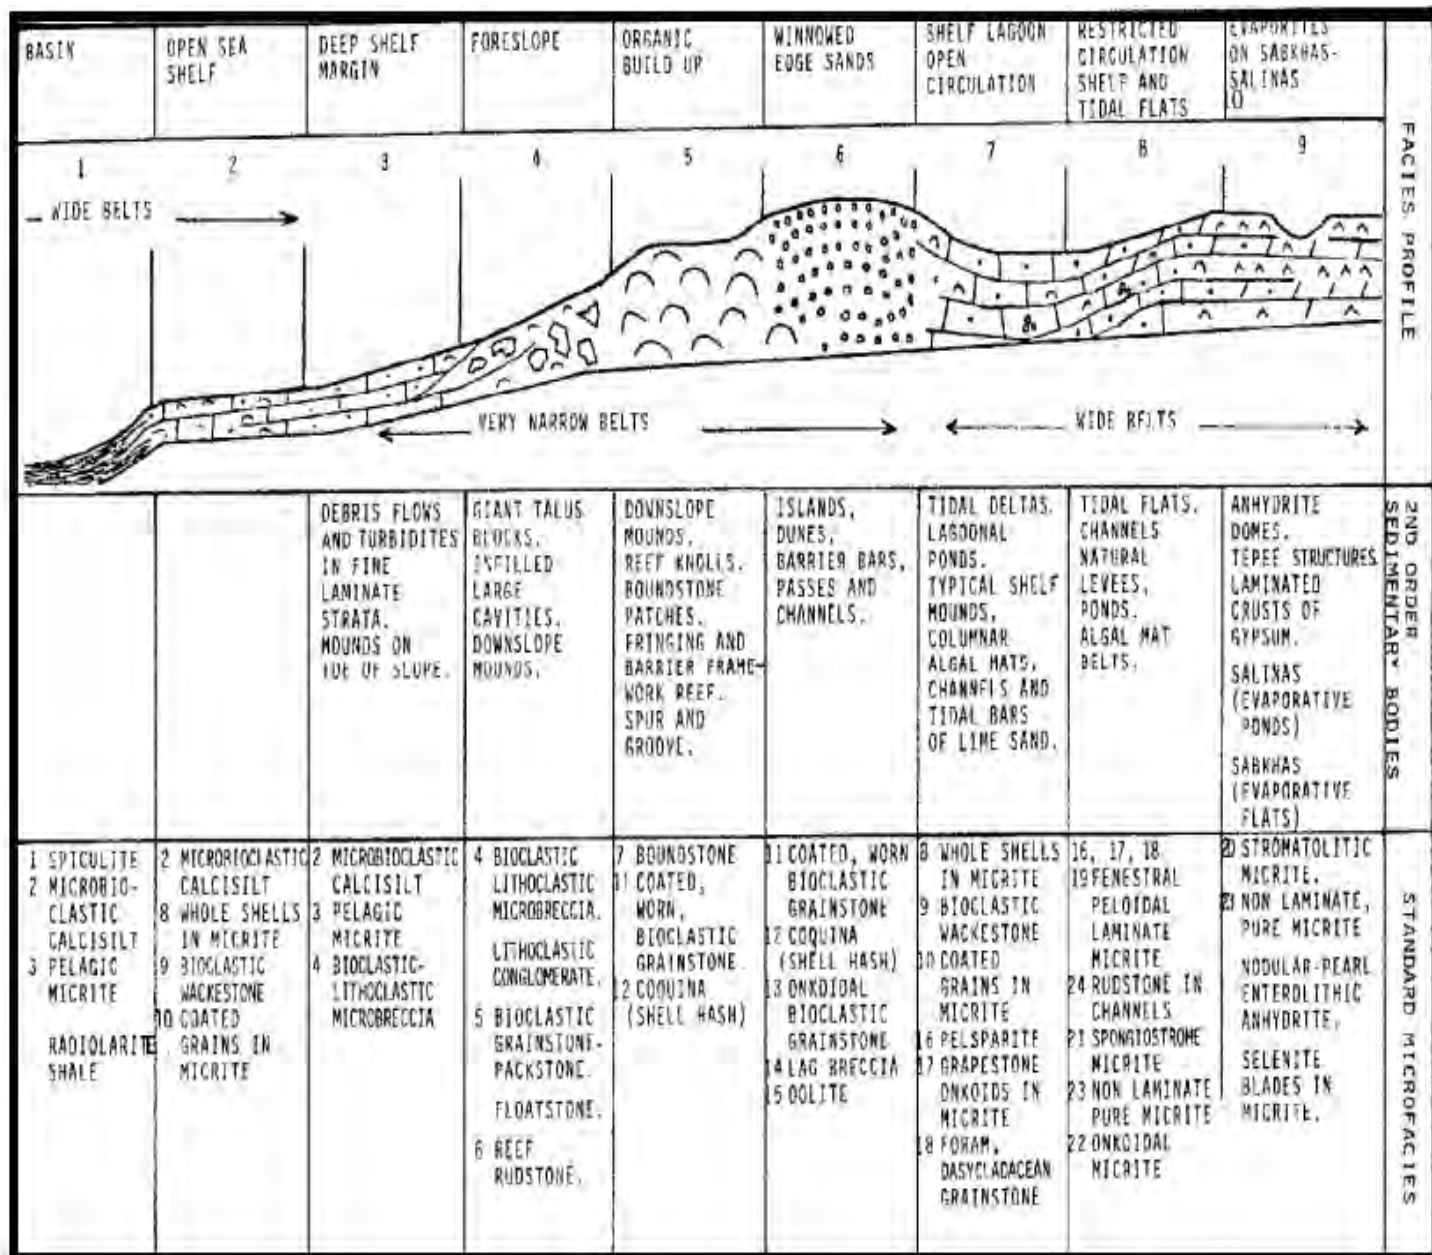 BASIN
OPEN SEA
SHELF
DEEP SHELF
MARGIN
FORESLOPE
ORGANIC
BUILD UP
WINNOWED
EDGE SANDS
SHELF LAGOON
OPEN
CIRCULATION
RESTRICTED
CIRCULATION
SHELF AND
TIDAL FLATS
EVAPORITES
ON SABKHAS-
SALINAS
1
2
3
4
5
6
7
8
9
FACIES PROFILE
WIDE BELTS
VERY NARROW BELTS
WIDE BELTS
DEBRIS FLOWS
AND TURBIDITES
IN FINE
LAMINATE
STRATA.
MOUNDS ON
TOE OF SLOPE.
GIANT TALUS
BLOCKS.
INFILLED
LARGE
CAVITIES.
DOWNSLOPE
MOUNDS.
DOWNSLOPE
MOUNDS.
REEF KNOLLS.
BOUNDSTONE
PATCHES.
FRINGING AND
BARRIER FRAME-
WORK REEF.
SPUR AND
GROOVE.
ISLANDS,
DUNES,
BARRIER BARS,
PASSES AND
CHANNELS.
TIDAL DELTAS.
LAGOONAL
PONDS.
TYPICAL SHELF
MOUNDS,
COLUMNAR
ALGAL MATS.
CHANNELS AND
TIDAL BARS
OF LIME SAND.
TIDAL FLATS.
CHANNELS
NATURAL
LEVEES,
PONDS.
ALGAL MAT
BELTS.
ANHYDRITE
DOMES.
TEPEE STRUCTURES
LAMINATED
CRUSTS OF
GYPSUM.
SALINAS
(EVAPORATIVE
PONDS)
SABKHAS
(EVAPORATIVE
FLATS)
2ND ORDER
SEDIMENTARY BODIES
1 SPICULITE
2 MICROBIO-
CLASTIC
CALCISILT
3 PELAGIC
MICRITE
RADIOLARITE
SHALE
2 MICROBIOCLASTIC
CALCISILT
8 WHOLE SHELLS
IN MICRITE
9 BIOCLASTIC
WACKESTONE
10 COATED
GRAINS IN
MICRITE
2 MICROBIOCLASTIC
CALCISILT
3 PELAGIC
MICRITE
4 BIOCLASTIC-
LITHOCLASTIC
MICROBRECCIA
4 BIOCLASTIC
LITHOCLASTIC
MICROBRECCIA.
LITHOCLASTIC
CONGLOMERATE.
5 BIOCLASTIC
GRAINSTONE-
PACKSTONE.
FLOATSTONE.
6 REEF
RUDSTONE.
7 BOUNDSTONE
11 COATED,
WORN,
BIOCLASTIC
GRAINSTONE
12 COQUINA
(SHELL HASH)
11 COATED, WORN
BIOCLASTIC
GRAINSTONE
12 COQUINA
(SHELL HASH)
13 ONKOIDAL
BIOCLASTIC
GRAINSTONE
14 LAG BRECCIA
15 OOLITE
8 WHOLE SHELLS
IN MICRITE
9 BIOCLASTIC
WACKESTONE
10 COATED
GRAINS IN
MICRITE
16 PELSPARITE
17 GRAPESTONE
ONKOIDS IN
MICRITE
18 FORAM,
DASYCLADACEAN
GRAINSTONE
16, 17, 18
19 FENESTRAL
PELOIDAL
LAMINATE
MICRITE
24 RUDSTONE IN
CHANNELS
21 SPONGIOSTROME
MICRITE
23 NON LAMINATE
PURE MICRITE
22 ONKOIDAL
MICRITE
20 STROMATOLITIC
MICRITE.
23 NON LAMINATE,
PURE MICRITE
NODULAR-PEARL
ENTEROLITHIC
ANHYDRITE.
SELENITE
BLADES IN
MICRITE.
STANDARD MICROFACIES